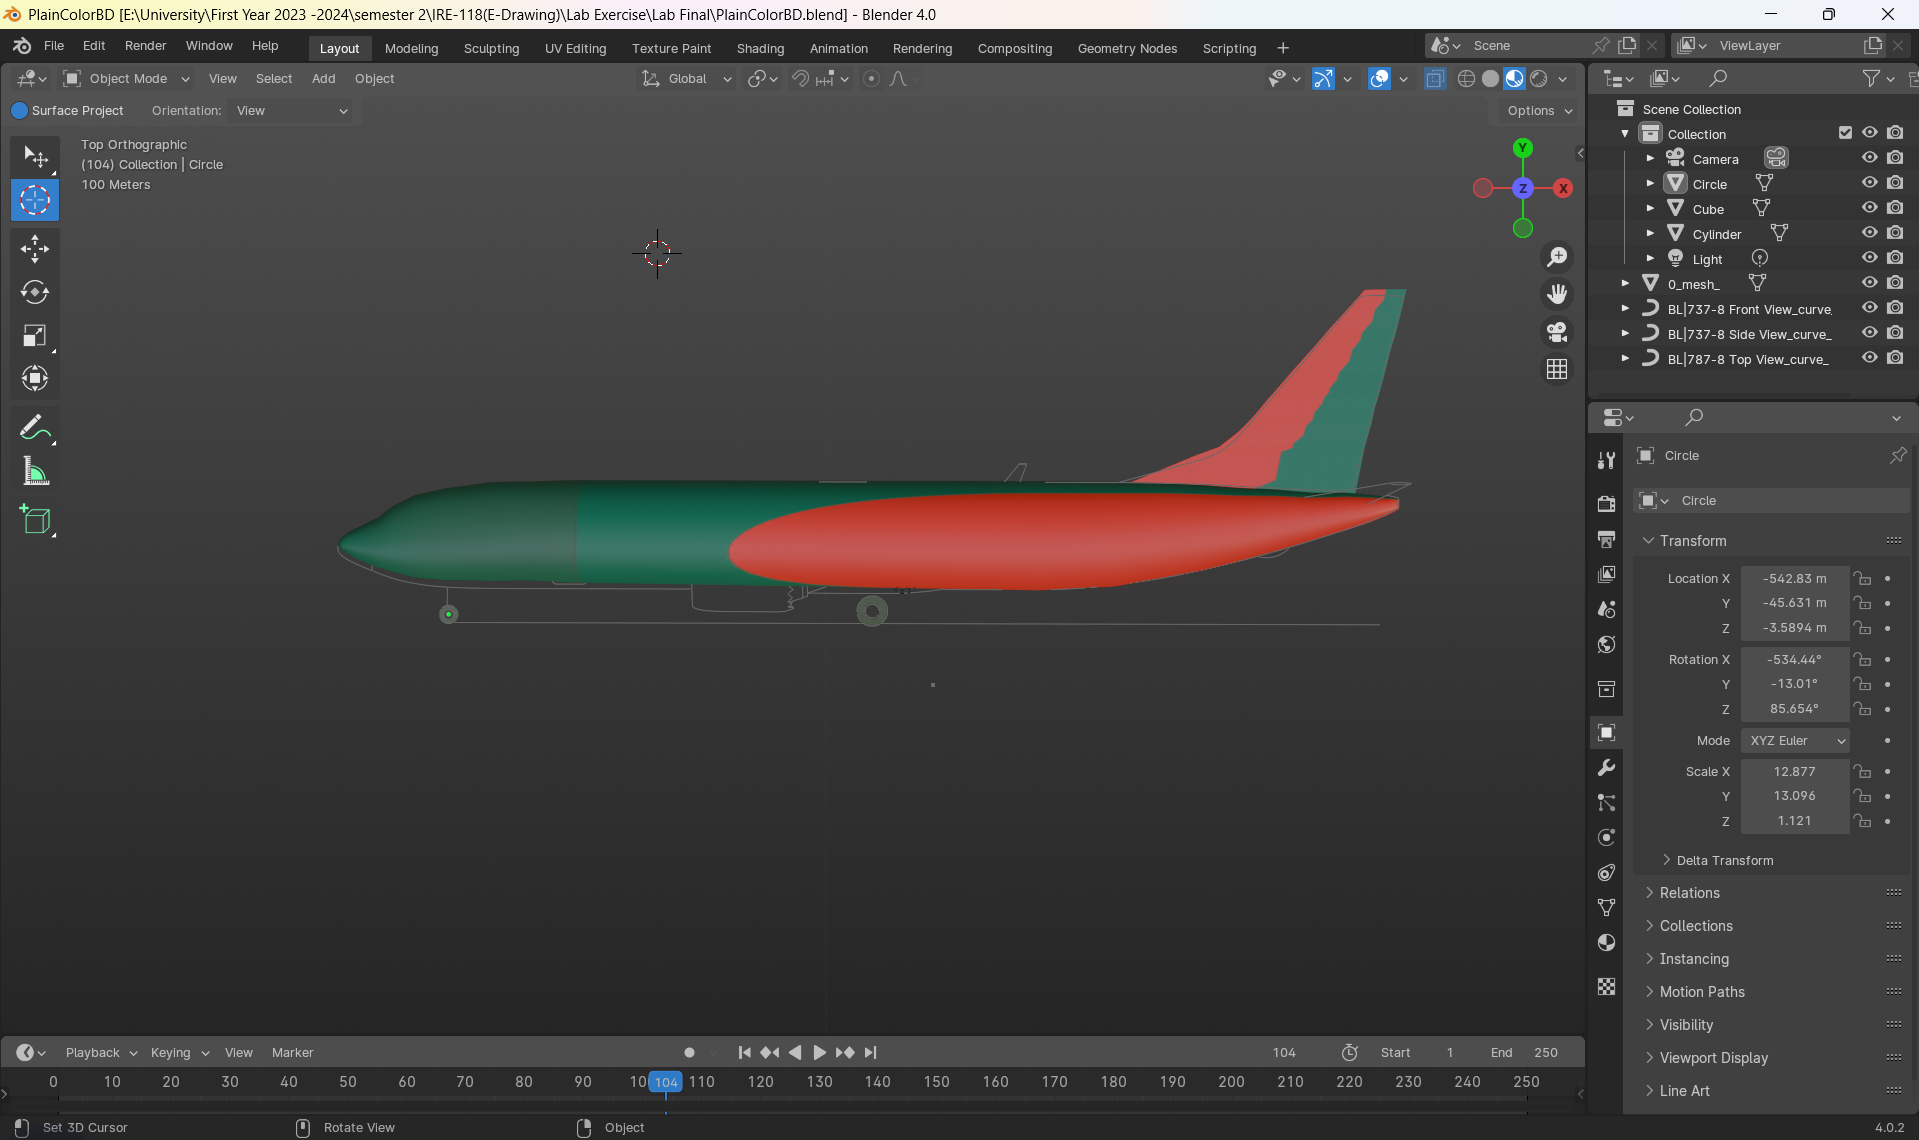 PlainColorBD [E:\University\First Year 2023 -2024\semester 2\IRE-118(E-Drawing)\Lab Exercise\Lab Final\PlainColorBD.blend] - Blender 4.0
File Edit Render Window Help Layout Modeling Sculpting UV Editing Texture Paint Shading Animation Rendering Compositing Geometry Nodes Scripting + Scene ViewLayer
Object Mode View Select Add Object Global
Surface Project Orientation: View Options
Top Orthographic
(104) Collection | Circle
100 Meters
Y
Z X
Scene Collection
Collection
Camera
Circle
Cube
Cylinder
Light
0_mesh_
BL|737-8 Front View_curve
BL|737-8 Side View_curve_
BL|787-8 Top View_curve_
Circle
Circle
Transform
Location X -542.83 m
Y -45.631 m
Z -3.5894 m
Rotation X -534.44°
Y -13.01°
Z 85.654°
Mode XYZ Euler
Scale X 12.877
Y 13.096
Z 1.121
Delta Transform
Relations
Collections
Instancing
Motion Paths
Visibility
Viewport Display
Line Art
Playback Keying View Marker 104 Start 1 End 250
0 10 20 30 40 50 60 70 80 90 10 104 110 120 130 140 150 160 170 180 190 200 210 220 230 240 250
Set 3D Cursor Rotate View Object 4.0.2